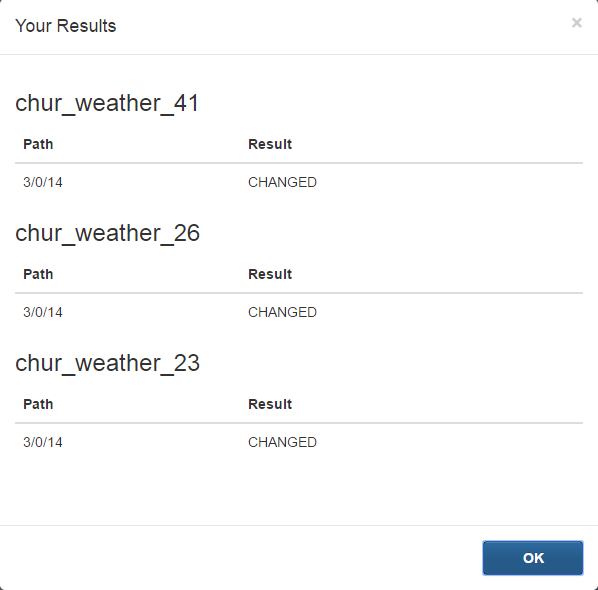 Your Results ×
chur_weather_41
Path Result
3/0/14 CHANGED
chur_weather_26
Path Result
3/0/14 CHANGED
chur_weather_23
Path Result
3/0/14 CHANGED
OK